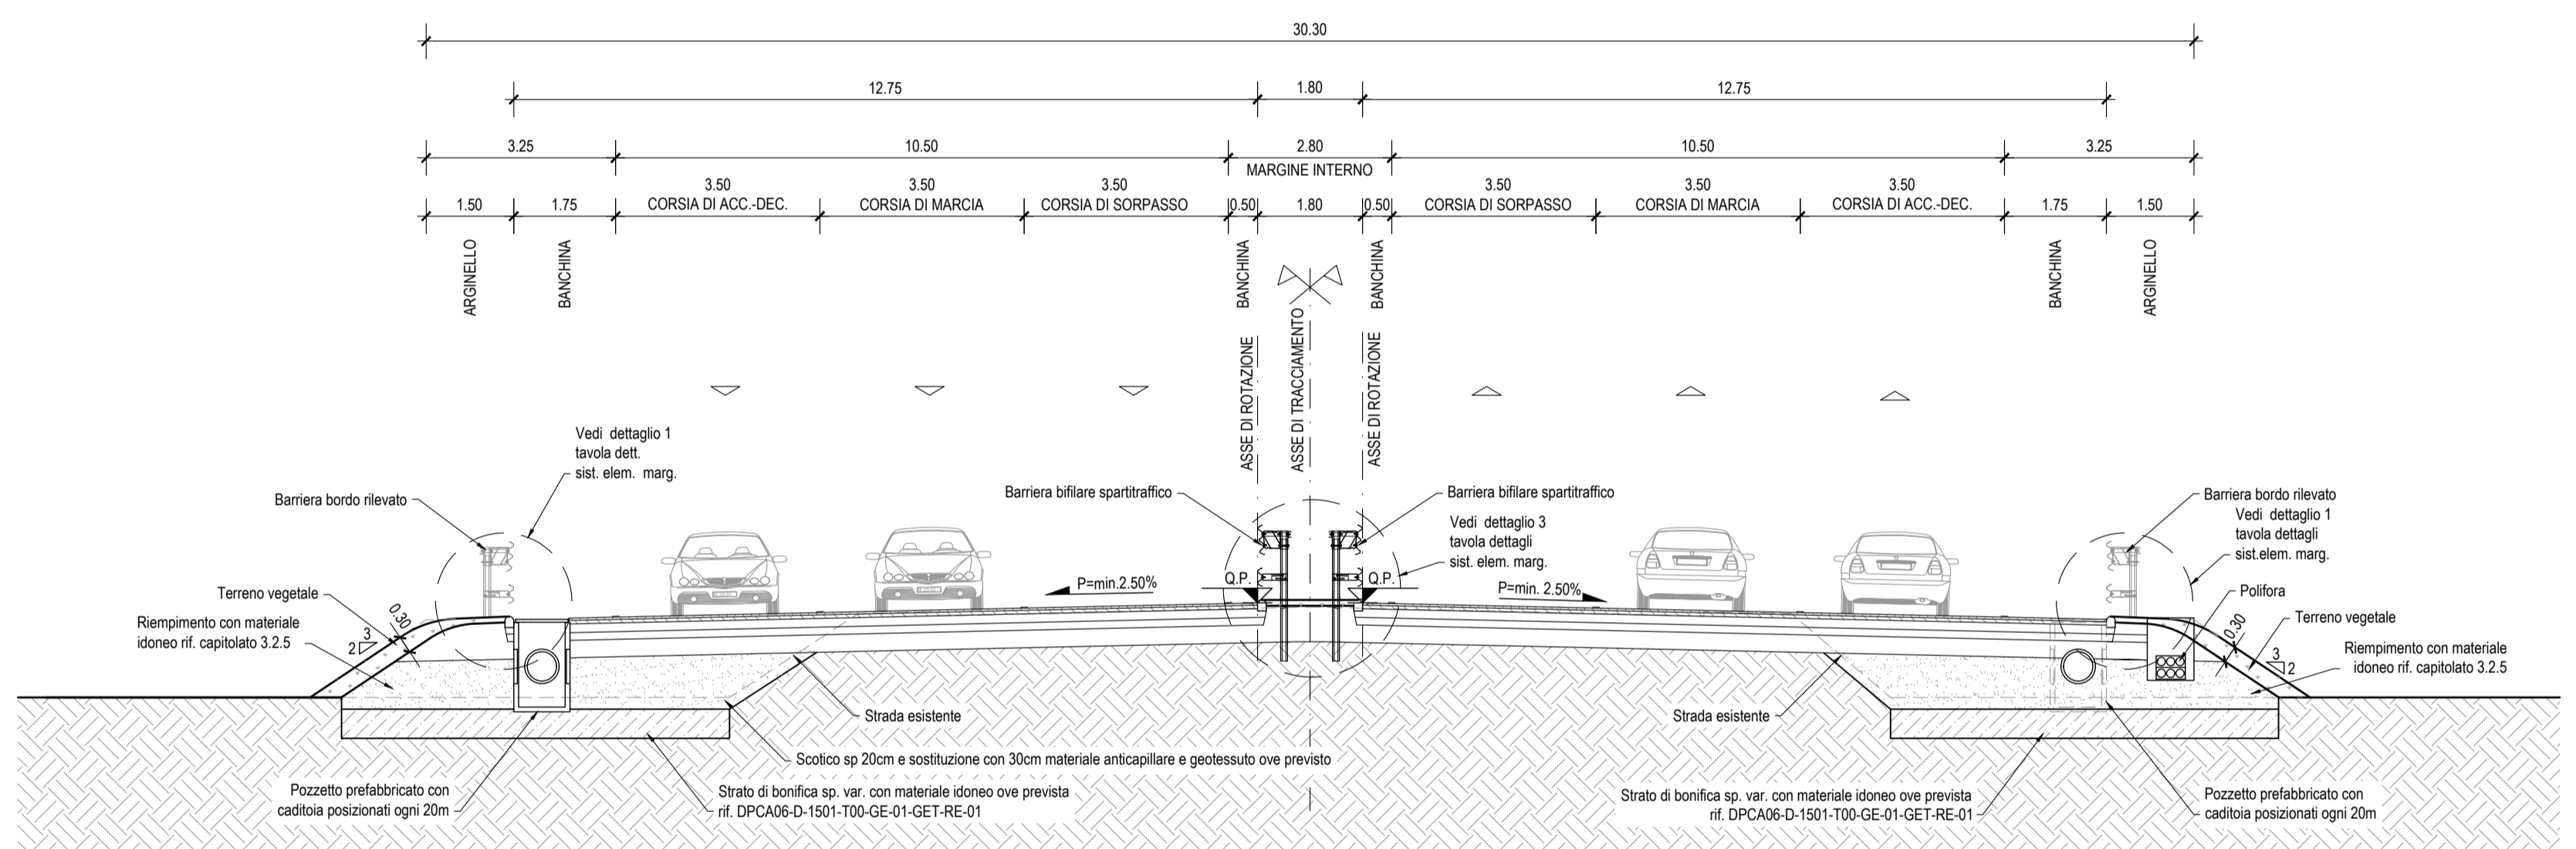 30.30
12.75 1.80 12.75
3.25 10.50 2.80 10.50 3.25
MARGINE INTERNO
3.50 3.50 3.50 3.50 3.50 3.50
1.50 1.75 CORSIA DI ACC.-DEC. CORSIA DI MARCIA CORSIA DI SORPASSO 0.50 1.80 0.50 CORSIA DI SORPASSO CORSIA DI MARCIA CORSIA DI ACC.-DEC. 1.75 1.50
ARGINELLO
BANCHINA
BANCHINA
BANCHINA
BANCHINA
ARGINELLO
ASSE DI ROTAZIONE
ASSE DI TRACCIAMENTO
ASSE DI ROTAZIONE
Vedi dettaglio 1
tavola dett.
sist. elem. marg.
Barriera bordo rilevato
Terreno vegetale
Riempimento con materiale
idoneo rif. capitolato 3.2.5
0.30
3
2
P=min.2.50%
Barriera bifilare spartitraffico
Q.P.
Q.P.
Barriera bifilare spartitraffico
Vedi dettaglio 3
tavola dettagli
sist. elem. marg.
P=min. 2.50%
Barriera bordo rilevato
Vedi dettaglio 1
tavola dettagli
sist.elem. marg.
Polifora
Terreno vegetale
0.30
3
2
Riempimento con materiale
idoneo rif. capitolato 3.2.5
Strada esistente
Strada esistente
Scotico sp 20cm e sostituzione con 30cm materiale anticapillare e geotessuto ove previsto
Pozzetto prefabbricato con
caditoia posizionati ogni 20m
Strato di bonifica sp. var. con materiale idoneo ove prevista
rif. DPCA06-D-1501-T00-GE-01-GET-RE-01
Strato di bonifica sp. var. con materiale idoneo ove prevista
rif. DPCA06-D-1501-T00-GE-01-GET-RE-01
Pozzetto prefabbricato con
caditoia posizionati ogni 20m